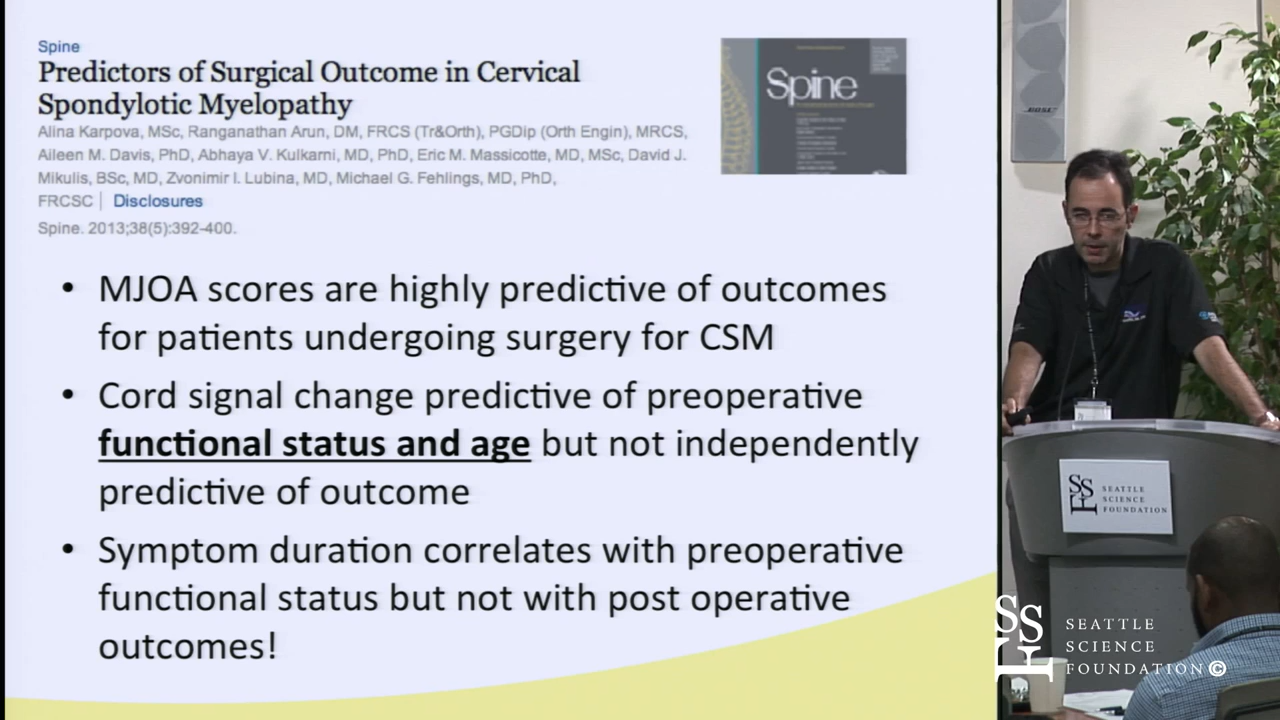 Spine
Predictors of Surgical Outcome in Cervical
Spondylotic Myelopathy
Alina Karpova, MSc, Ranganathan Arun, DM, FRCS (Tr&Orth), PGDip (Orth Engin), MRCS,
Aileen M. Davis, PhD, Abhaya V. Kulkarni, MD, PhD, Eric M. Massicotte, MD, MSc, David J.
Mikulis, BSc, MD, Zvonimir I. Lubina, MD, Michael G. Fehlings, MD, PhD,
FRCSC | Disclosures
Spine. 2013;38(5):392-400.
Spine
• MJOA scores are highly predictive of outcomes
for patients undergoing surgery for CSM
• Cord signal change predictive of preoperative
functional status and age but not independently
predictive of outcome
• Symptom duration correlates with preoperative
functional status but not with post operative
outcomes!
BOSE
SSF
SEATTLE
SCIENCE
FOUNDATION
SSF
SEATTLE
SCIENCE
FOUNDATION©